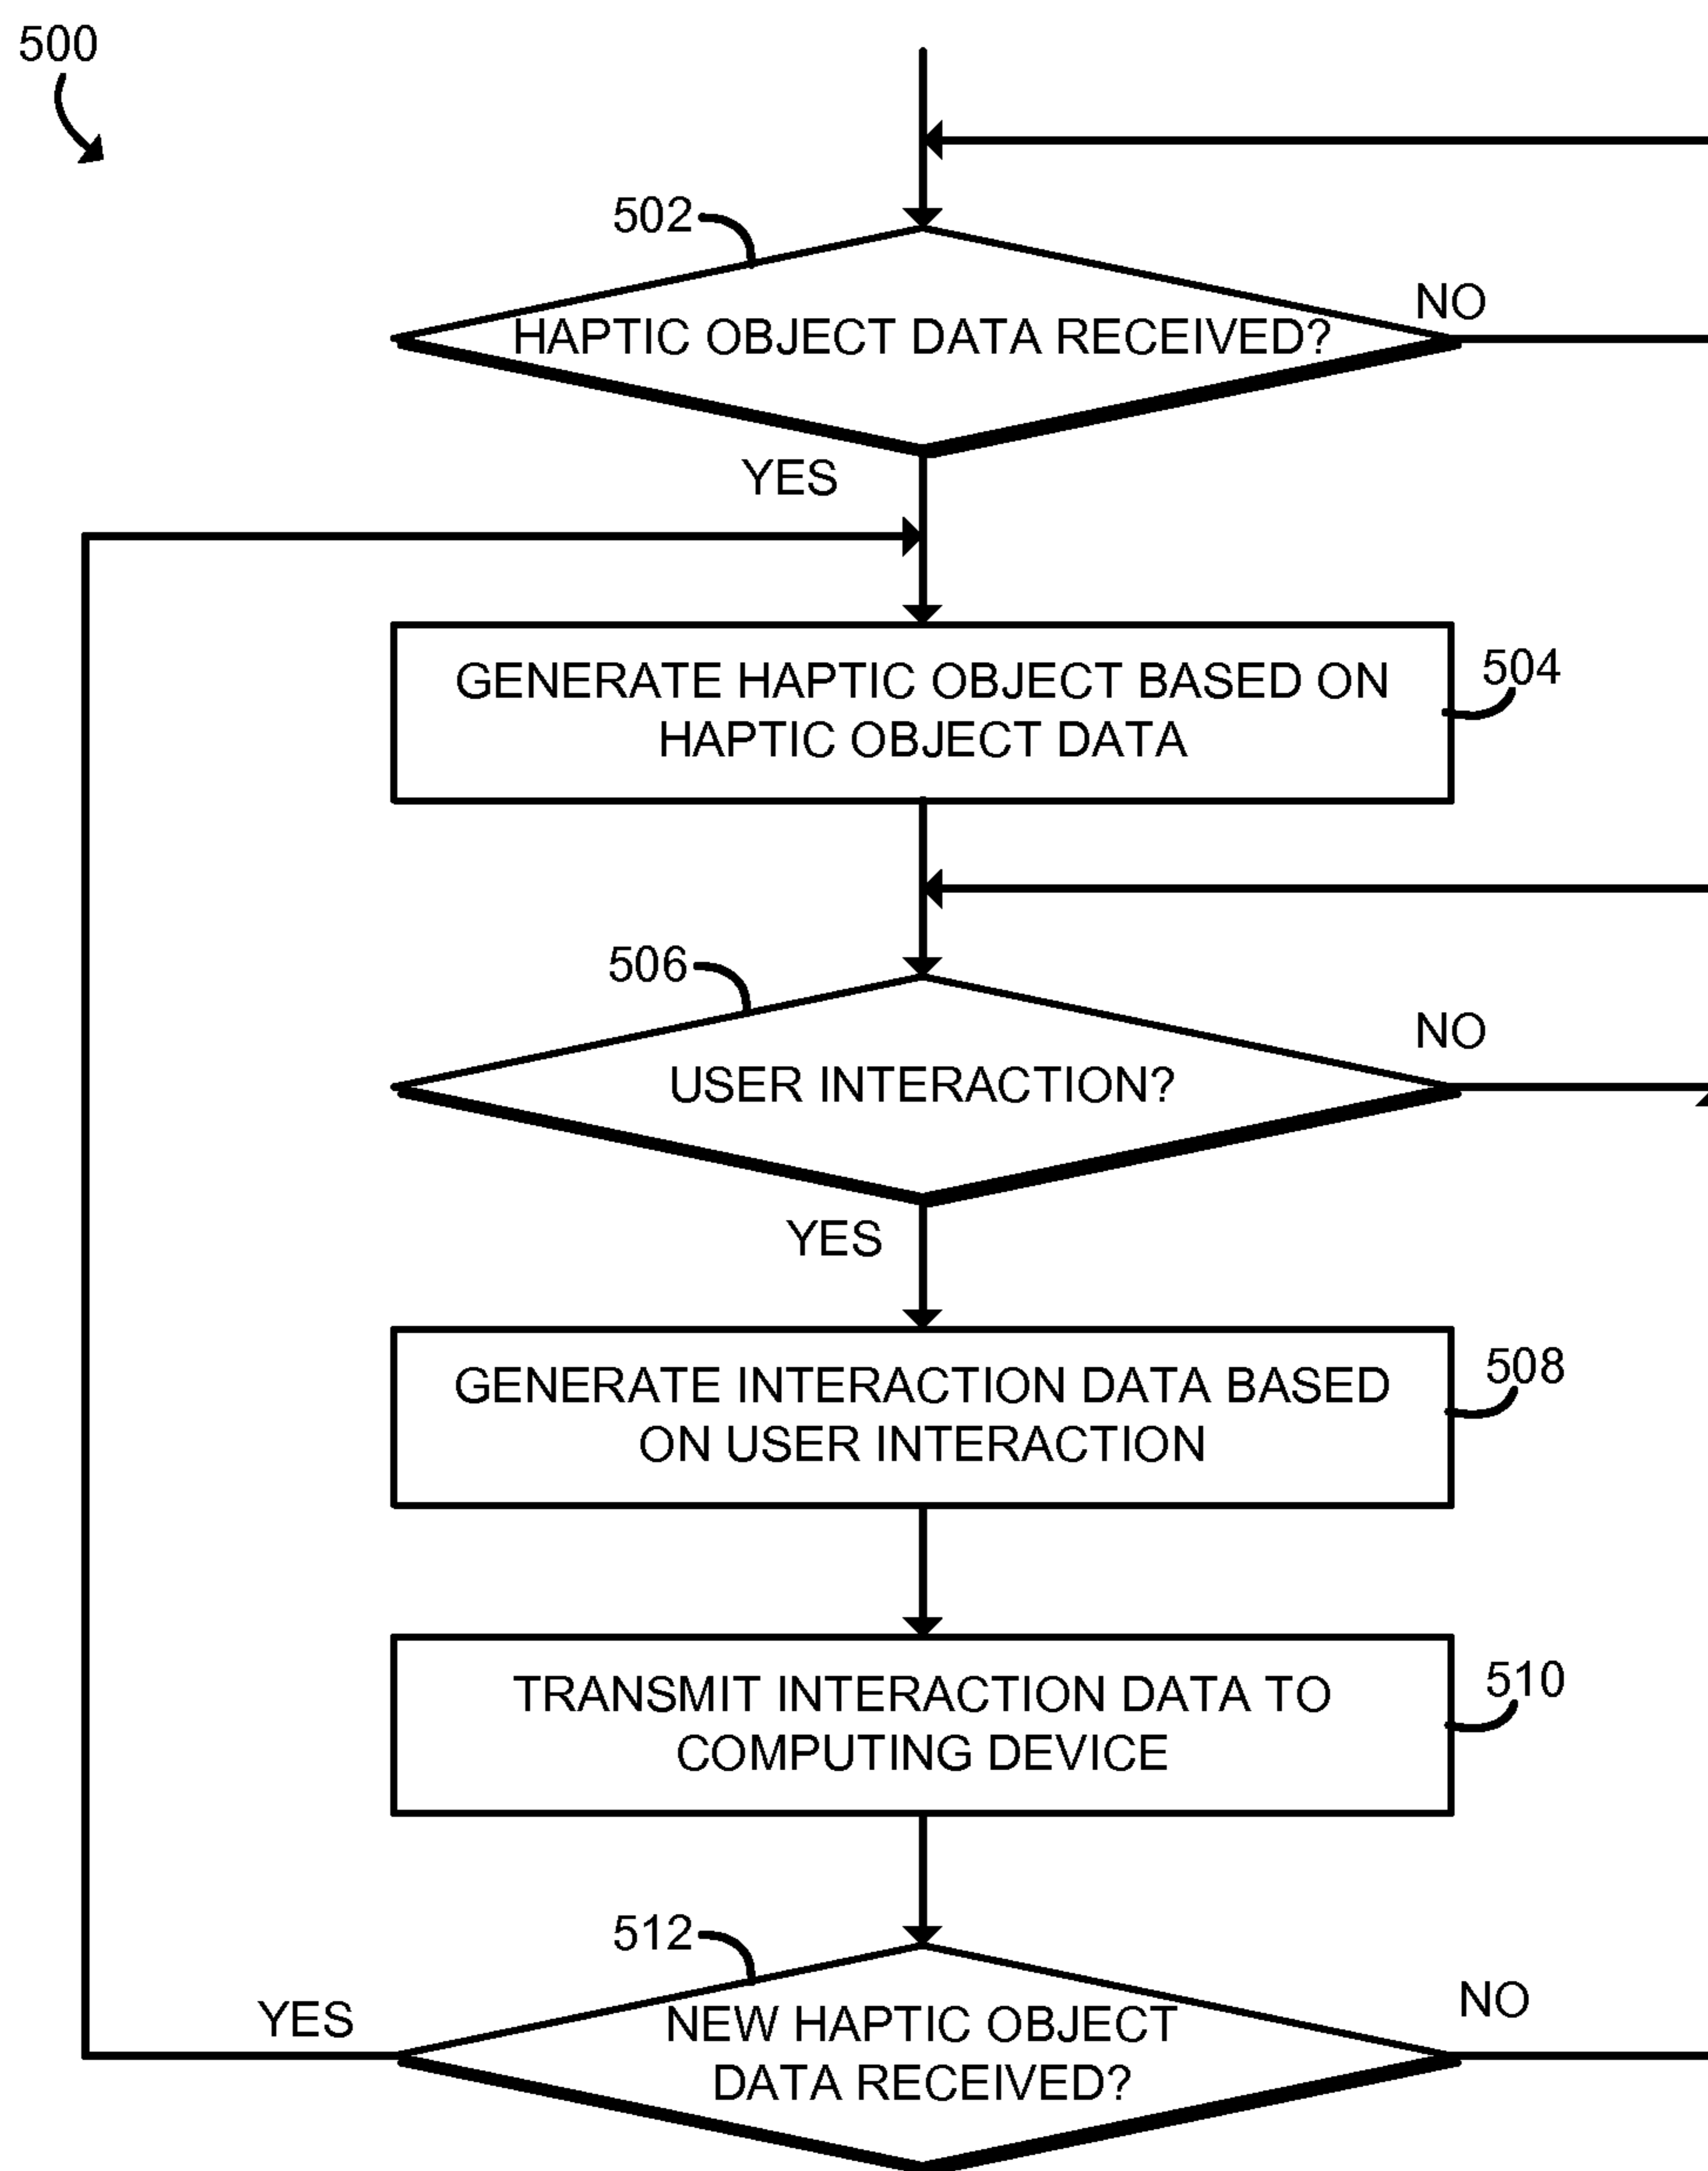 500
502
HAPTIC OBJECT DATA RECEIVED?
NO
YES
GENERATE HAPTIC OBJECT BASED ON
HAPTIC OBJECT DATA
504
506
USER INTERACTION?
NO
YES
GENERATE INTERACTION DATA BASED
ON USER INTERACTION
508
TRANSMIT INTERACTION DATA TO
COMPUTING DEVICE
510
512
YES
NEW HAPTIC OBJECT
DATA RECEIVED?
NO